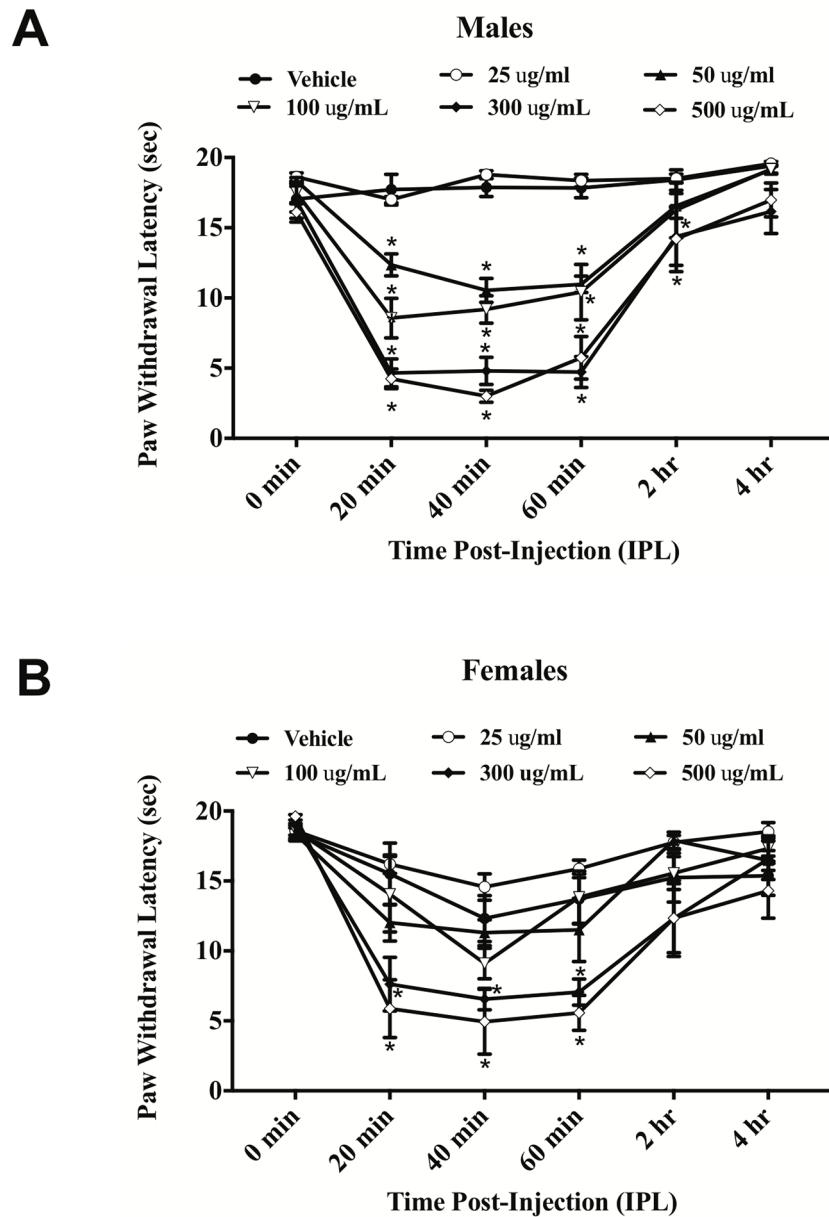 A
Males
Vehicle 25 ug/ml 50 ug/ml
100 ug/mL 300 ug/mL 500 ug/mL
Paw Withdrawal Latency (sec)
20
15
10
5
0
* * * * * * * * * * * * * *
0 min 20 min 40 min 60 min 2 hr 4 hr
Time Post-Injection (IPL)
B
Females
Vehicle 25 ug/ml 50 ug/ml
100 ug/mL 300 ug/mL 500 ug/mL
Paw Withdrawal Latency (sec)
20
15
10
5
0
* * * * * *
0 min 20 min 40 min 60 min 2 hr 4 hr
Time Post-Injection (IPL)